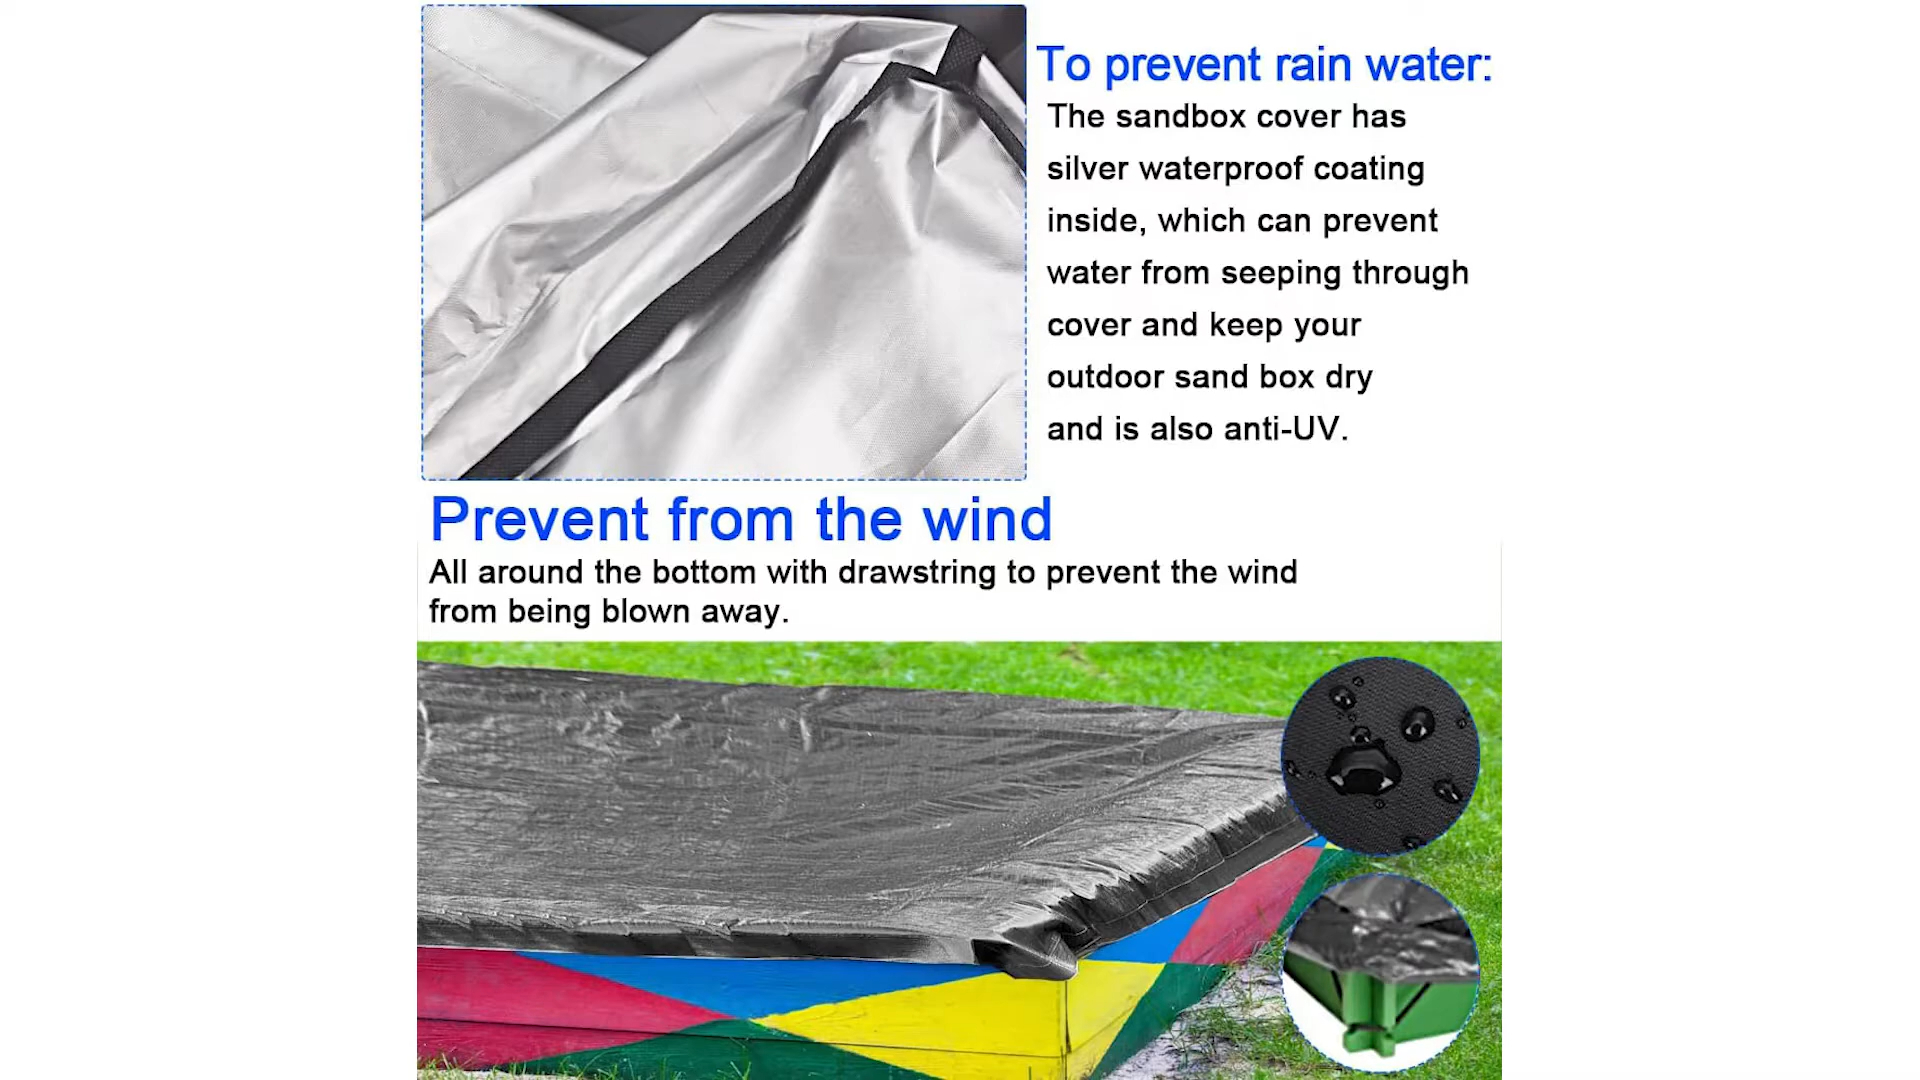 To prevent rain water:
The sandbox cover has
silver waterproof coating
inside, which can prevent
water from seeping through
cover and keep your
outdoor sand box dry
and is also anti-UV.
Prevent from the wind
All around the bottom with drawstring to prevent the wind
from being blown away.